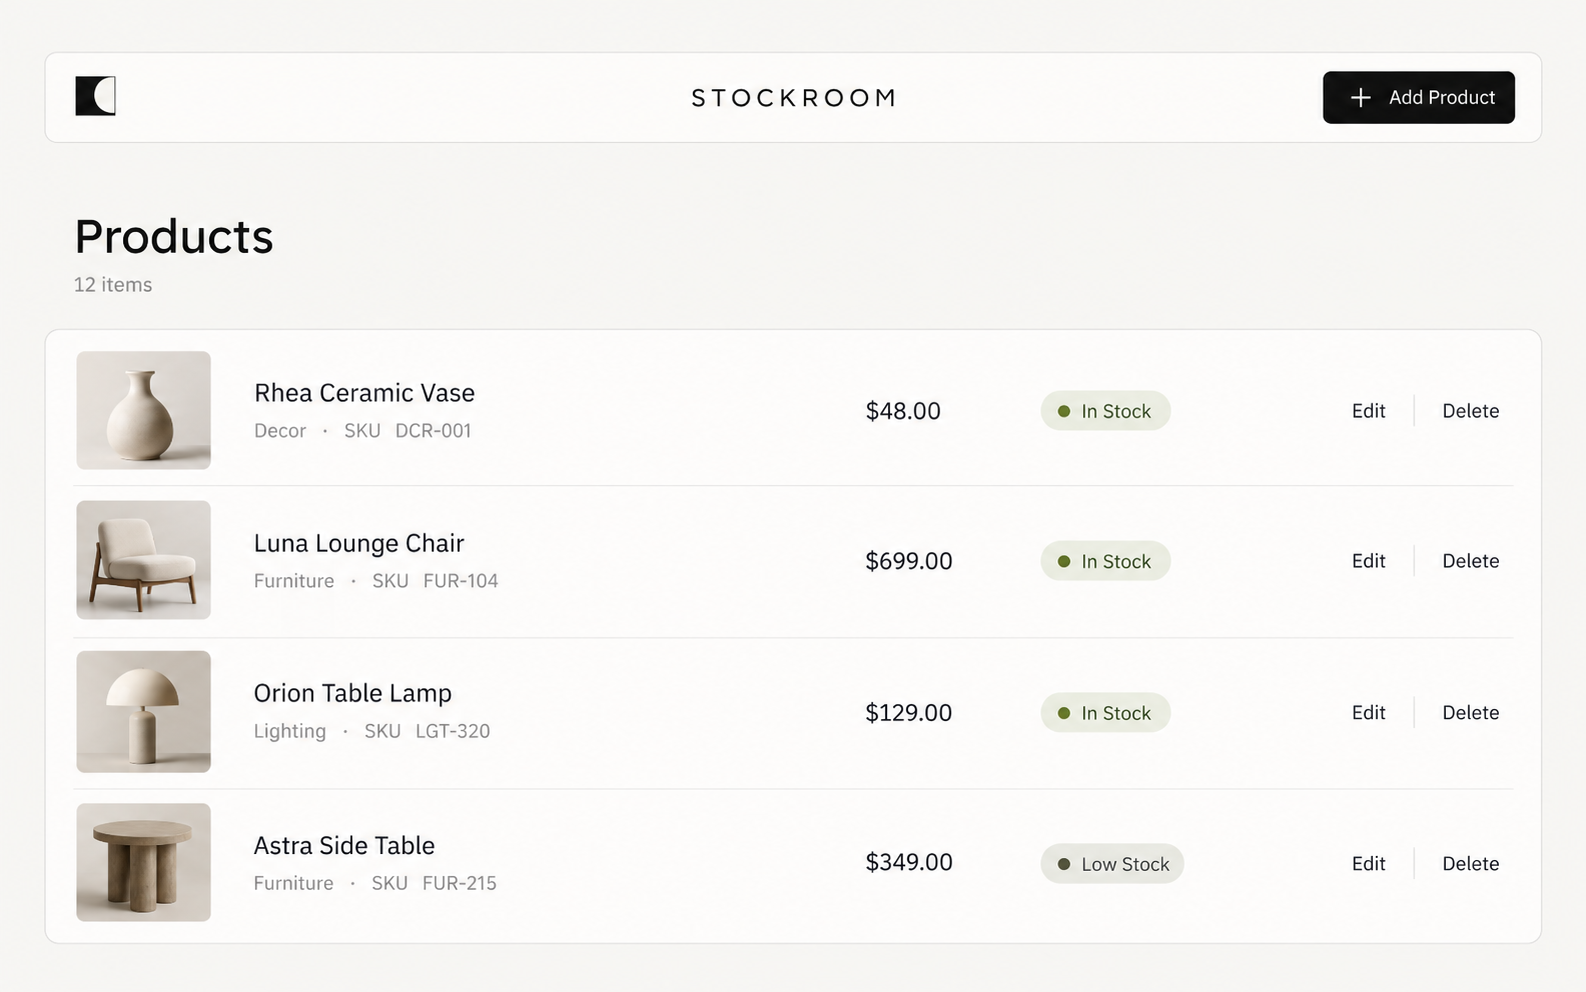 STOCKROOM
+ Add Product
Products
12 items
Rhea Ceramic Vase
Decor · SKU DCR-001
$48.00
In Stock
Edit
Delete
Luna Lounge Chair
Furniture · SKU FUR-104
$699.00
In Stock
Edit
Delete
Orion Table Lamp
Lighting · SKU LGT-320
$129.00
In Stock
Edit
Delete
Astra Side Table
Furniture · SKU FUR-215
$349.00
Low Stock
Edit
Delete